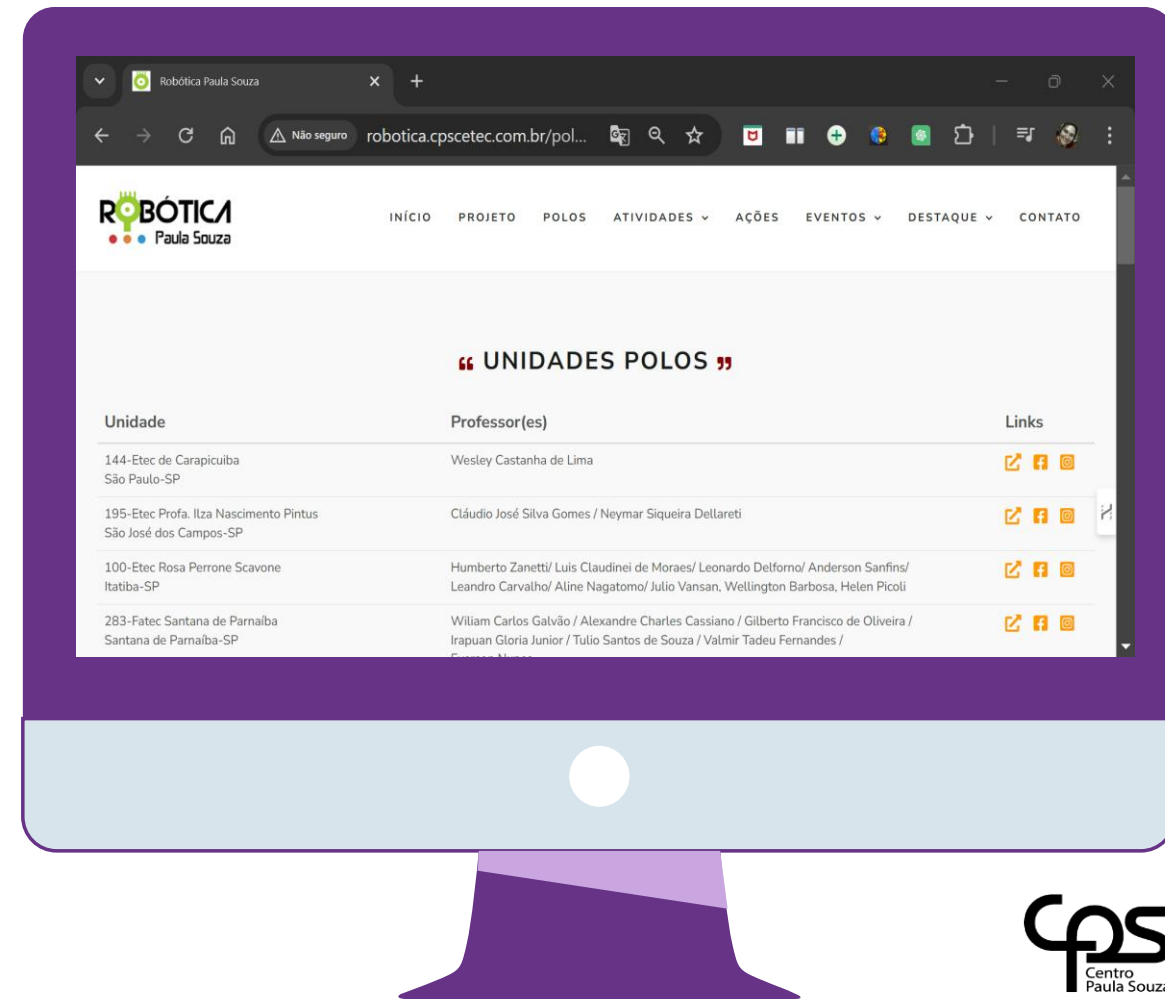 Robótica Paula Souza
Não seguro robotica.cpscetec.com.br/pol...
ROBÓTICA
Paula Souza
INÍCIO PROJETO POLOS ATIVIDADES AÇÕES EVENTOS DESTAQUE CONTATO
“ UNIDADES POLOS ”
Unidade Professor(es) Links
144-Etec de Carapicuiba
São Paulo-SP
Wesley Castanha de Lima
195-Etec Profa. Ilza Nascimento Pintus
São José dos Campos-SP
Cláudio José Silva Gomes / Neymar Siqueira Dellareti
100-Etec Rosa Perrone Scavone
Itatiba-SP
Humberto Zanetti/ Luis Claudinei de Moraes/ Leonardo Delforno/ Anderson Sanfins/
Leandro Carvalho/ Aline Nagatomo/ Julio Vansan, Wellington Barbosa, Helen Picoli
283-Fatec Santana de Parnaíba
Santana de Parnaíba-SP
Wiliam Carlos Galvão / Alexandre Charles Cassiano / Gilberto Francisco de Oliveira /
Irapuan Gloria Junior / Tulio Santos de Souza / Valmir Tadeu Fernandes /
cps
Centro
Paula Souza